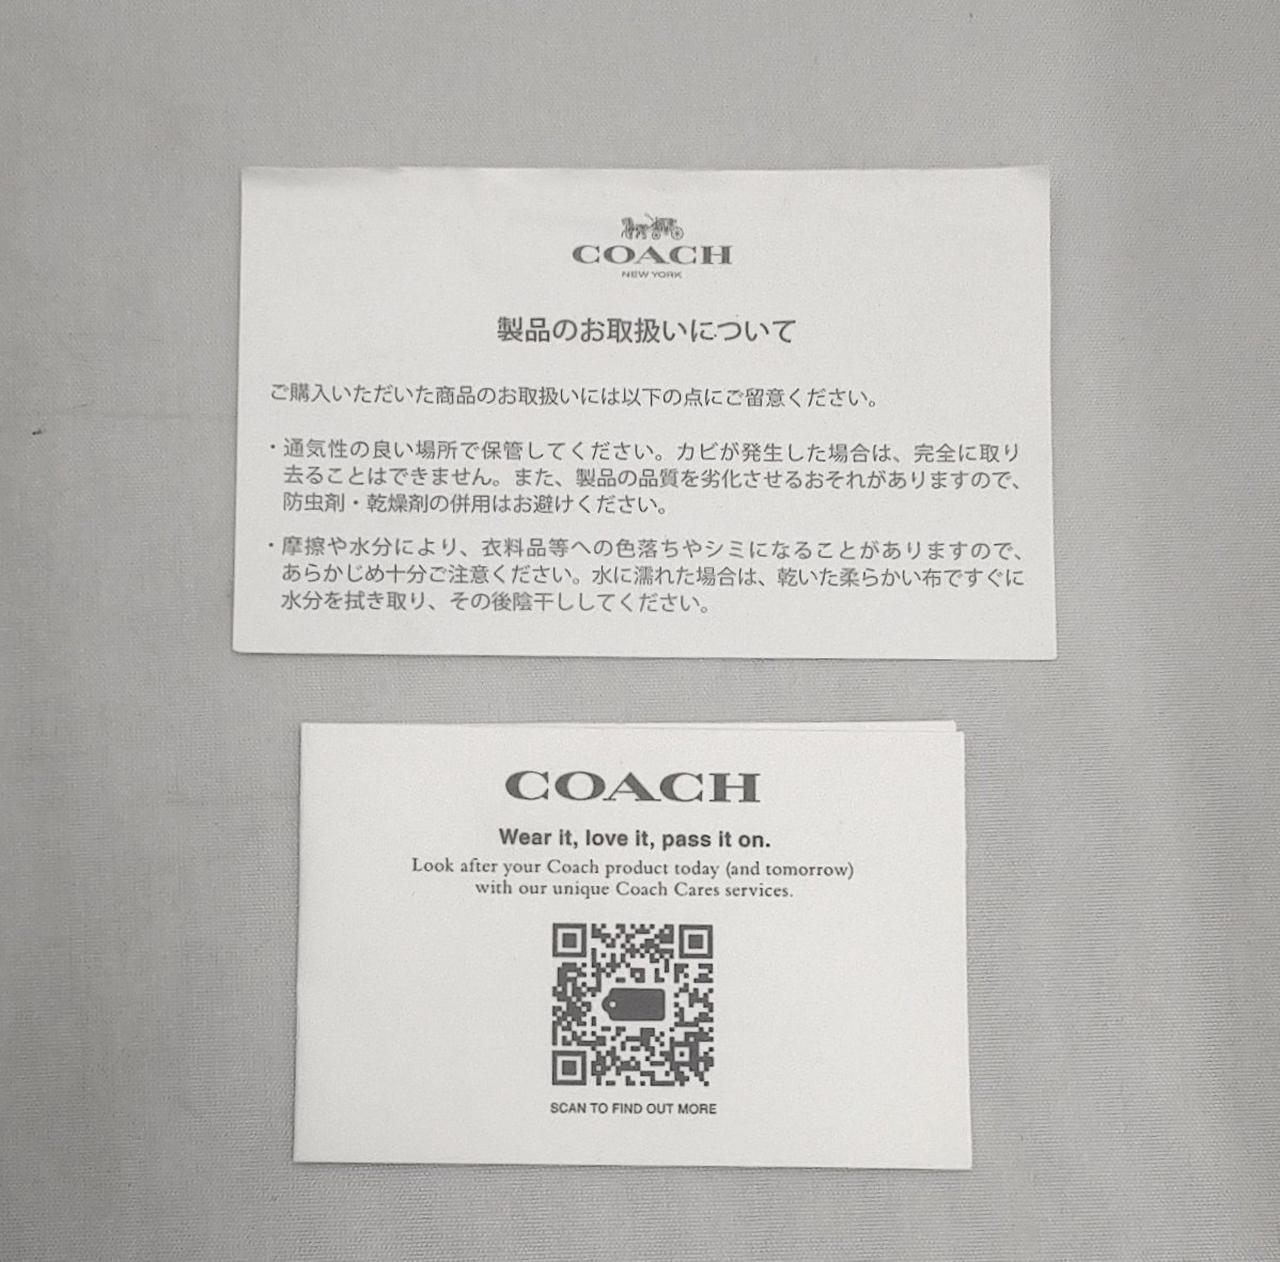 COACH
NEW YORK
製品のお取扱いについて
ご購入いただいた商品のお取扱いには以下の点にご留意ください。
・通気性の良い場所で保管してください。カビが発生した場合は、完全に取り
去ることはできません。また、製品の品質を劣化させるおそれがありますので、
防虫剤・乾燥剤の併用はお避けください。
・摩擦や水分により、衣料品等への色落ちやシミになることがありますので、
あらかじめ十分ご注意ください。水に濡れた場合は、乾いた柔らかい布ですぐに
水分を拭き取り、その後陰干ししてください。
COACH
Wear it, love it, pass it on.
Look after your Coach product today (and tomorrow)
with our unique Coach Cares services.
SCAN TO FIND OUT MORE